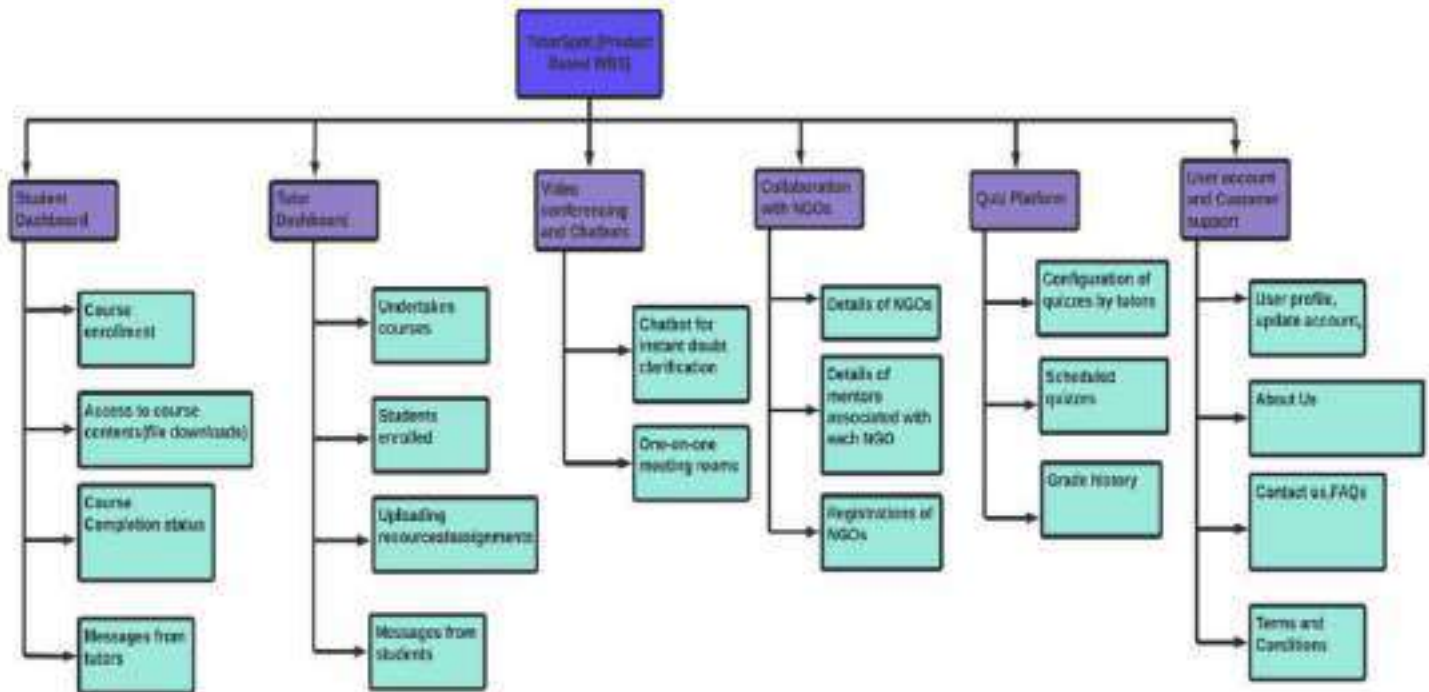 (Product
Based WBS)
Student
Dashboard
Tutor
Dashboard
Video
conferencing
and Chatbots
Collaboration
with NGOs
Quiz Platform
User account
and Customer
support
Course
enrollment
Access to course
contents(file downloads)
Course
Completion status
Messages from
tutors
Undertaken
courses
Students
enrolled
Uploading
resources/assignments
Messages from
students
Chatbot for
instant doubt
clarification
One-on-one
meeting rooms
Details of NGOs
Details of
mentors
associated with
each NGO
Registrations of
NGOs
Configuration of
quizzes by tutors
Scheduled
quizzes
Grade history
User profile,
update account,
About Us
Contact us,FAQs
Terms and
Conditions